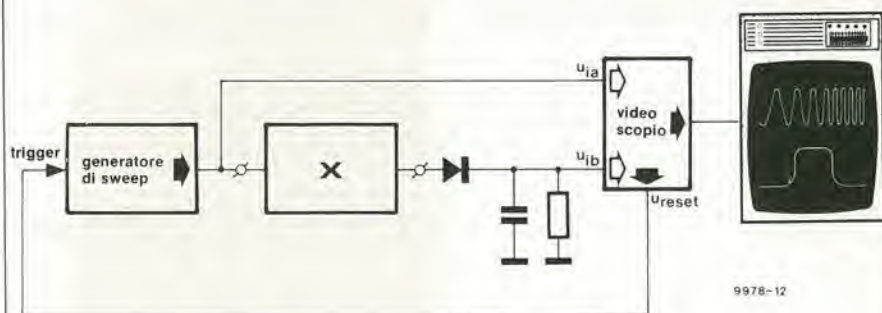 u_ia
trigger
generatore
di sweep
X
video
scopio
u_ib
u_reset
9978-12